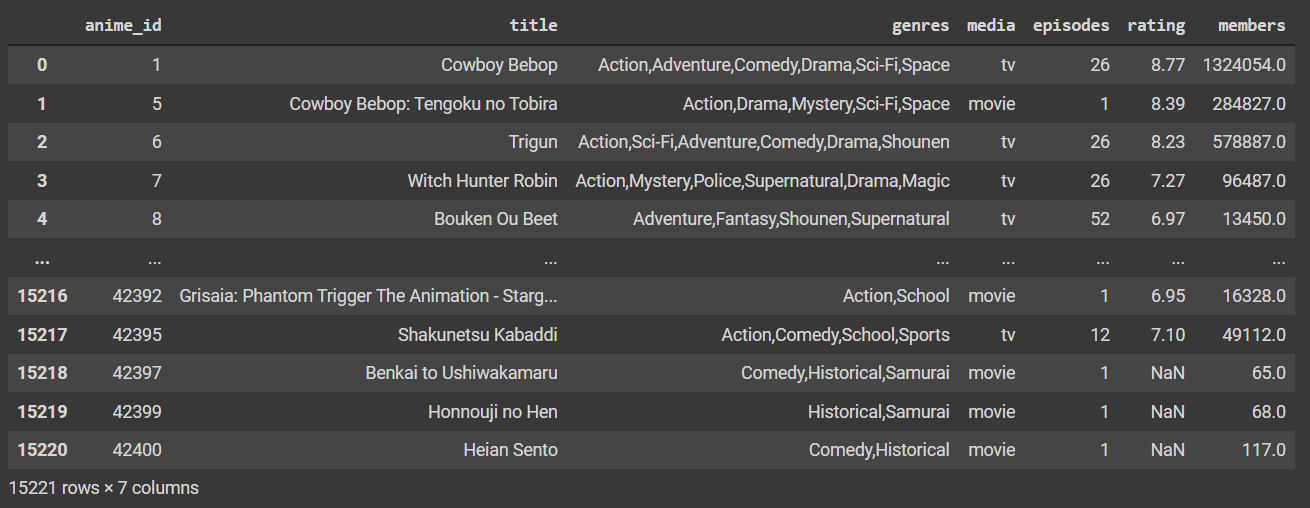 anime_id title genres media episodes rating members
0 1 Cowboy Bebop Action,Adventure,Comedy,Drama,Sci-Fi,Space tv 26 8.77 1324054.0
1 5 Cowboy Bebop: Tengoku no Tobira Action,Drama,Mystery,Sci-Fi,Space movie 1 8.39 284827.0
2 6 Trigun Action,Sci-Fi,Adventure,Comedy,Drama,Shounen tv 26 8.23 578887.0
3 7 Witch Hunter Robin Action,Mystery,Police,Supernatural,Drama,Magic tv 26 7.27 96487.0
4 8 Bouken Ou Beet Adventure,Fantasy,Shounen,Supernatural tv 52 6.97 13450.0
... ... ... ... ... ... ... ...
15216 42392 Grisaia: Phantom Trigger The Animation - Starg... Action,School movie 1 6.95 16328.0
15217 42395 Shakunetsu Kabaddi Action,Comedy,School,Sports tv 12 7.10 49112.0
15218 42397 Benkai to Ushiwakamaru Comedy,Historical,Samurai movie 1 NaN 65.0
15219 42399 Honnouji no Hen Historical,Samurai movie 1 NaN 68.0
15220 42400 Heian Sento Comedy,Historical movie 1 NaN 117.0
15221 rows × 7 columns